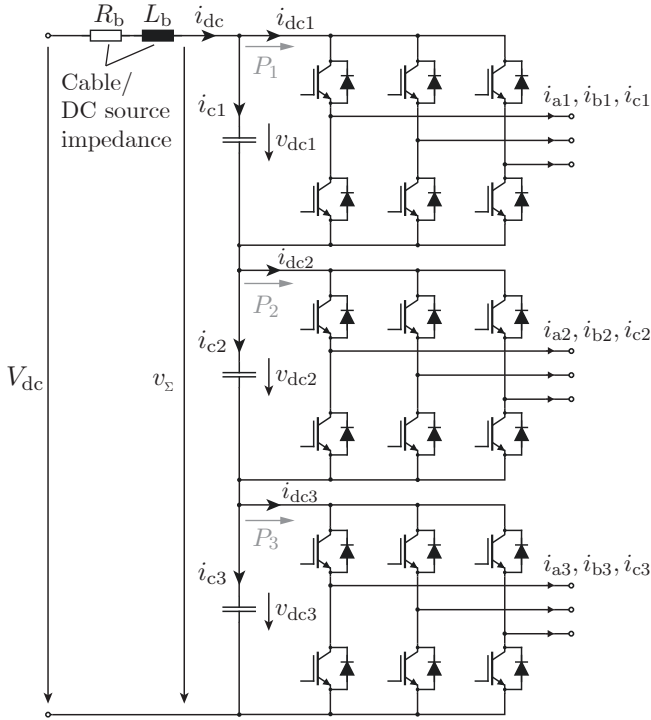 R_b L_b i_dc i_dc1
P_1
Cable/
DC source
impedance
i_c1
v_dc1
i_a1, i_b1, i_c1
i_dc2
P_2
i_c2
v_dc2
i_a2, i_b2, i_c2
V_dc
v_Σ
i_dc3
P_3
i_c3
v_dc3
i_a3, i_b3, i_c3